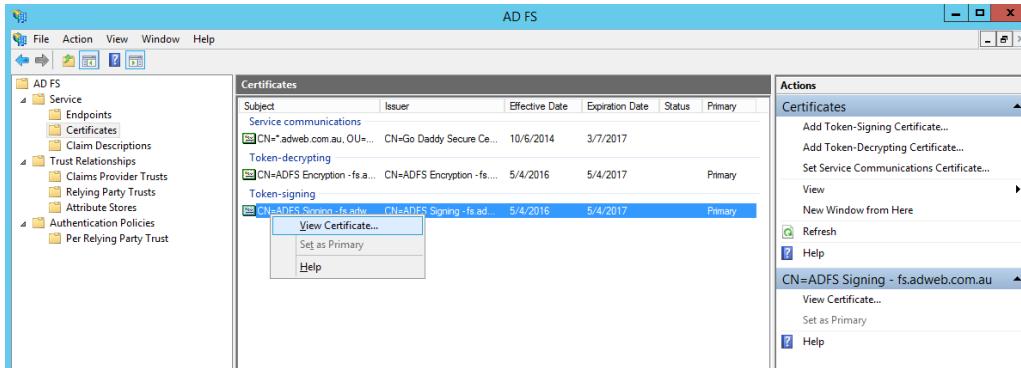 AD FS
File Action View Window Help
AD FS
Service
Endpoints
Certificates
Claim Descriptions
Trust Relationships
Claims Provider Trusts
Relying Party Trusts
Attribute Stores
Authentication Policies
Per Relying Party Trust
Certificates
Subject Issuer Effective Date Expiration Date Status Primary
Service communications
CN=*.adweb.com.au, OU=... CN=Go Daddy Secure Ce... 10/6/2014 3/7/2017
Token-decrypting
CN=ADFS Encryption -fs.a... CN=ADFS Encryption -fs.... 5/4/2016 5/4/2017 Primary
Token-signing
CN=ADFS Signing -fs.adw... CN=ADFS Signing -fs.ad... 5/4/2016 5/4/2017 Primary
View Certificate...
Set as Primary
Help
Actions
Certificates
Add Token-Signing Certificate...
Add Token-Decrypting Certificate...
Set Service Communications Certificate...
View
New Window from Here
Refresh
Help
CN=ADFS Signing - fs.adweb.com.au
View Certificate...
Set as Primary
Help